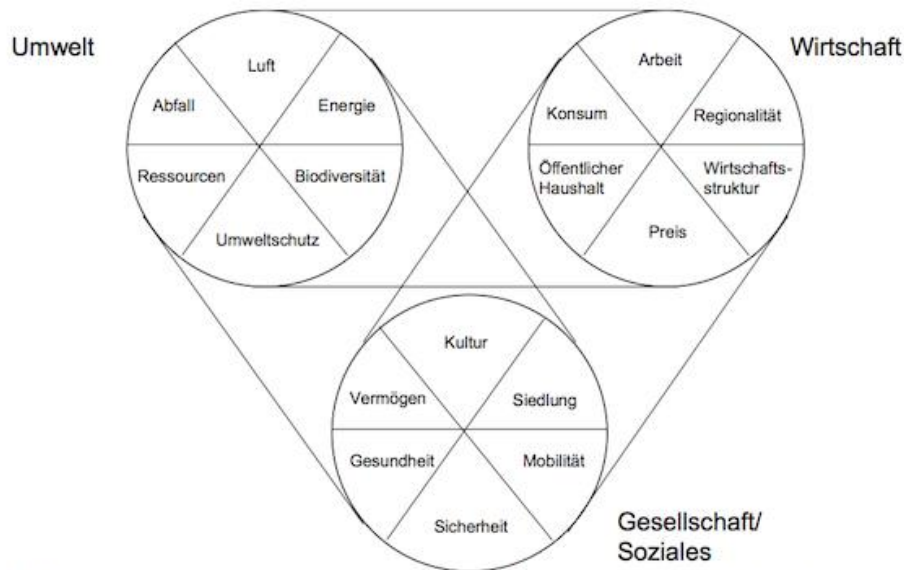 Umwelt
Luft
Abfall
Energie
Ressourcen
Biodiversität
Umweltschutz
Wirtschaft
Arbeit
Konsum
Regionalität
Öffentlicher
Haushalt
Wirtschafts-
struktur
Preis
Kultur
Vermögen
Siedlung
Gesundheit
Mobilität
Sicherheit
Gesellschaft/
Soziales